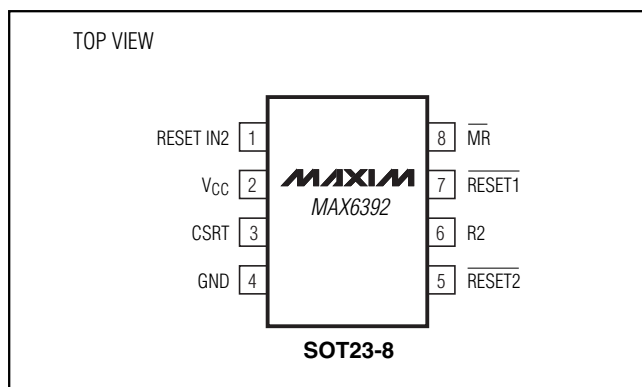 TOP VIEW
RESET IN2 1
VCC 2
CSRT 3
GND 4
MAXIM
MAX6392
8 MR
7 RESET1
6 R2
5 RESET2
SOT23-8